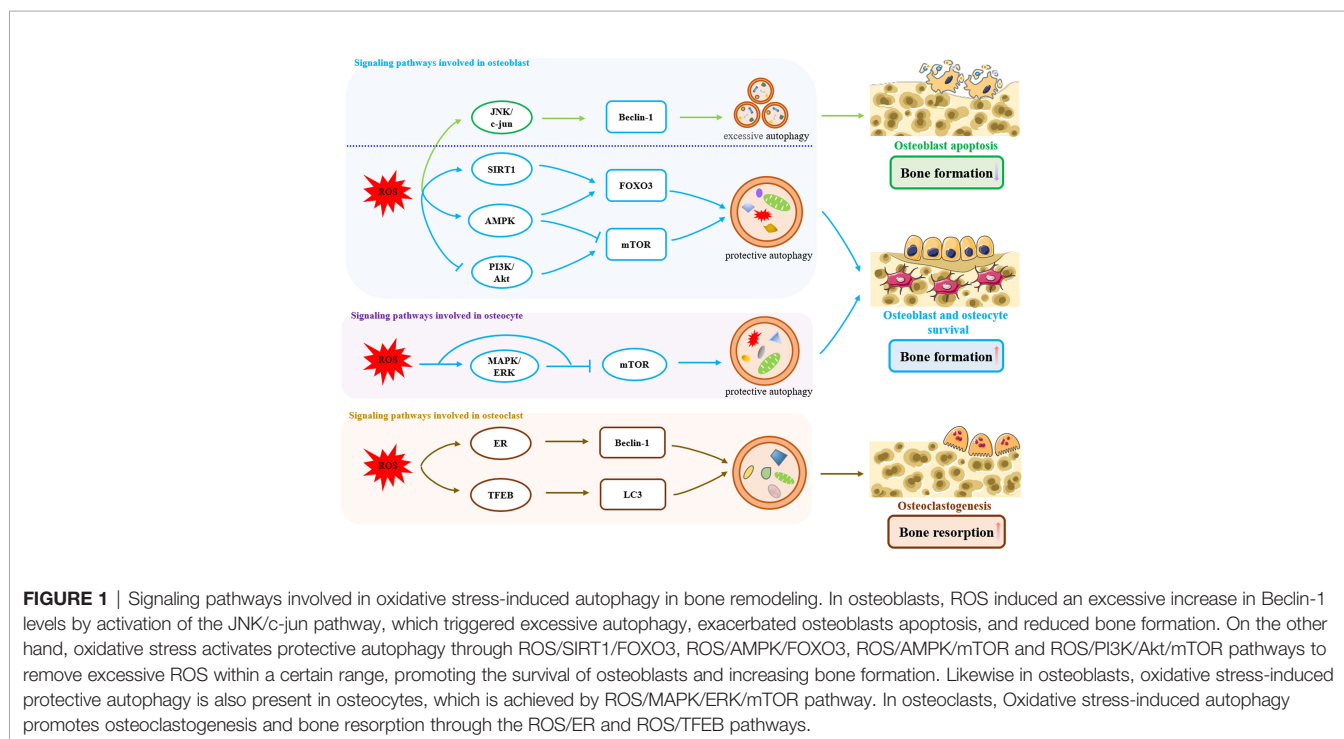 Signaling pathways involved in osteoblast
JNK/
c-jun
Beclin-1
excessive autophagy
Osteoblast apoptosis
Bone formation
ROS
SIRT1
FOXO3
AMPK
mTOR
PI3K/
Akt
protective autophagy
Osteoblast and osteocyte
survival
Bone formation
Signaling pathways involved in osteocyte
ROS
MAPK/
ERK
mTOR
protective autophagy
Signaling pathways involved in osteoclast
ROS
ER
Beclin-1
TFEB
LC3
Osteoclastogenesis
Bone resorption
FIGURE 1 | Signaling pathways involved in oxidative stress-induced autophagy in bone remodeling. In osteoblasts, ROS induced an excessive increase in Beclin-1
levels by activation of the JNK/c-jun pathway, which triggered excessive autophagy, exacerbated osteoblasts apoptosis, and reduced bone formation. On the other
hand, oxidative stress activates protective autophagy through ROS/SIRT1/FOXO3, ROS/AMPK/FOXO3, ROS/AMPK/mTOR and ROS/PI3K/Akt/mTOR pathways to
remove excessive ROS within a certain range, promoting the survival of osteoblasts and increasing bone formation. Likewise in osteoblasts, oxidative stress-induced
protective autophagy is also present in osteocytes, which is achieved by ROS/MAPK/ERK/mTOR pathway. In osteoclasts, Oxidative stress-induced autophagy
promotes osteoclastogenesis and bone resorption through the ROS/ER and ROS/TFEB pathways.